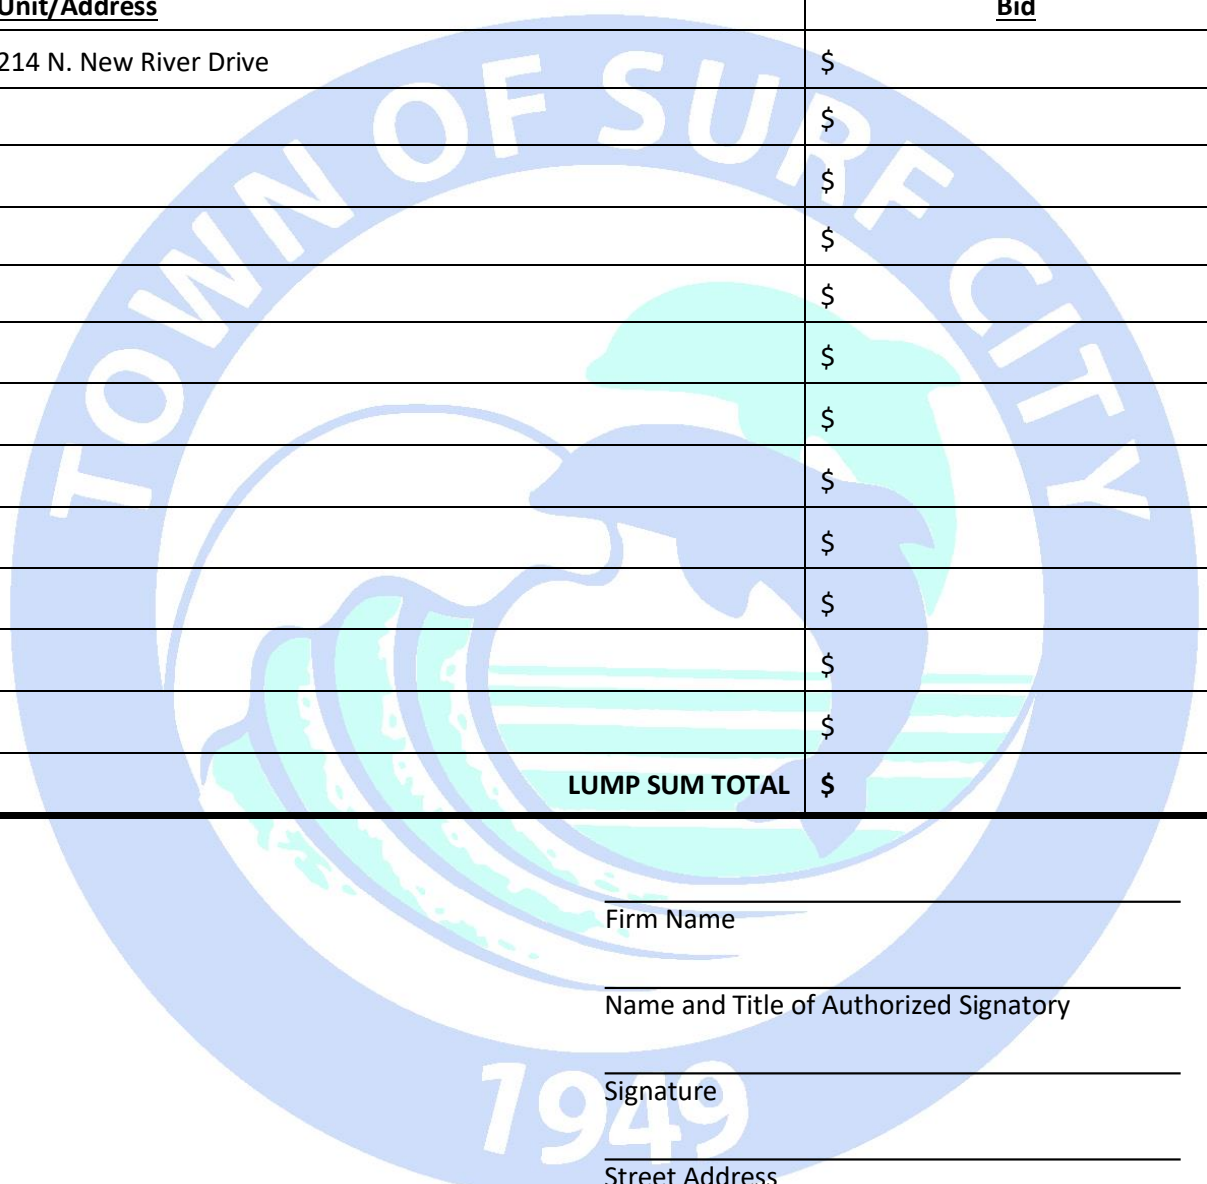 Unit/Address Bid
214 N. New River Drive $
$
$
$
$
$
$
$
$
$
$
$
LUMP SUM TOTAL $
Firm Name
Name and Title of Authorized Signatory
Signature
Street Address
TOWN OF SURF CITY
1949